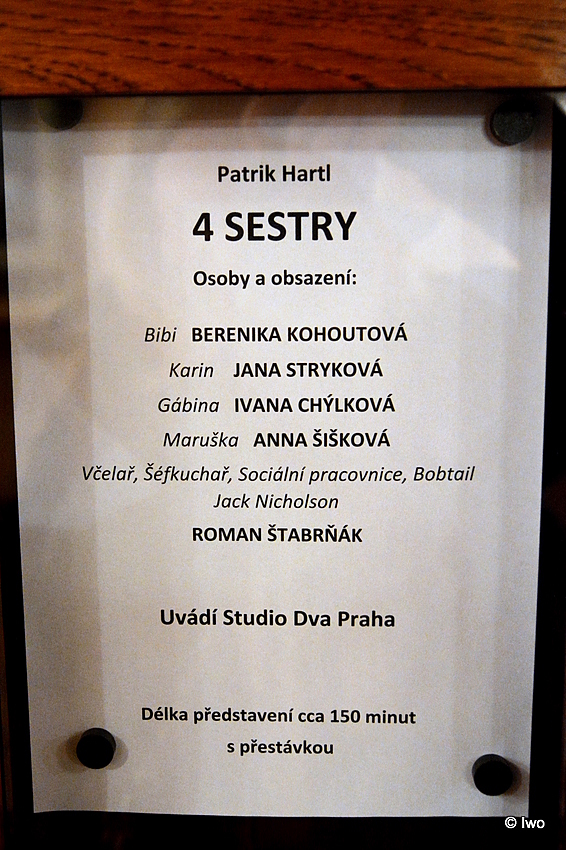 Patrik Hartl
4 SESTRY
Osoby a obsazení:
Bibi BERENIKA KOHOUTOVÁ
Karin JANA STRYKOVÁ
Gábina IVANA CHÝLKOVÁ
Maruška ANNA ŠIŠKOVÁ
Včelař, Šéfkuchař, Sociální pracovnice, Bobtail
Jack Nicholson
ROMAN ŠTABRŇÁK
Uvádí Studio Dva Praha
Délka představení cca 150 minut
s přestávkou
© Iwo